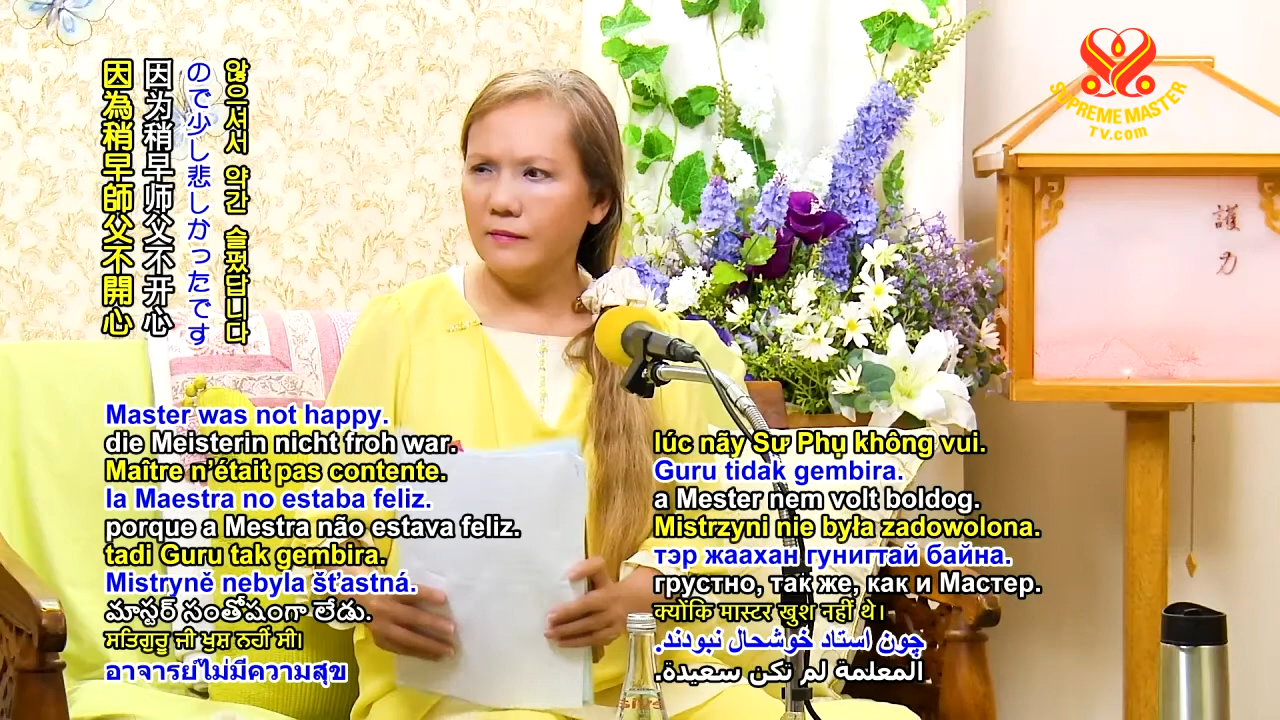 因為稍早師父不開心
因为稍早师父不开心
ので少し悲しかったです
않으셔서 약간 슬펐답니다
Master was not happy.
die Meisterin nicht froh war.
Maître n'était pas contente.
la Maestra no estaba feliz.
porque a Mestra não estava feliz.
tadi Guru tak gembira.
Mistryně nebyla šťastná.
మాస్టర్ సంతోషంగా లేడు.
ਸਤਿਗੁਰੂ ਜੀ ਖੁਸ਼ ਨਹੀਂ ਸੀ।
อาจารย์ไม่มีความสุข
lúc nãy Sư Phụ không vui.
Guru tidak gembira.
a Mester nem volt boldog.
Mistrzyni nie była zadowolona.
тэр жаахан гунигтай байна.
грустно, так же, как и Мастер.
क्योंकि मास्टर खुश नहीं थे।
چون استاد خوشحال نبودند.
المعلمة لم تكن سعيدة.
SUPREME MASTER
TV.com
護
力